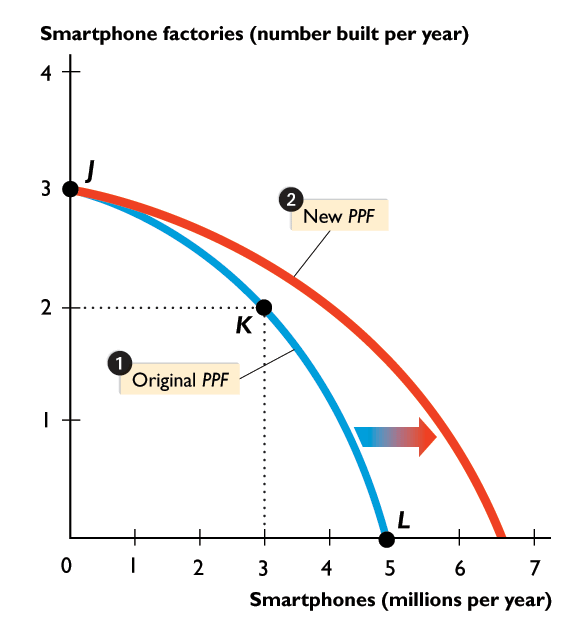 Smartphone factories (number built per year)
4
J
3
2
New PPF
2
K
1
Original PPF
1
L
0 1 2 3 4 5 6 7
Smartphones (millions per year)